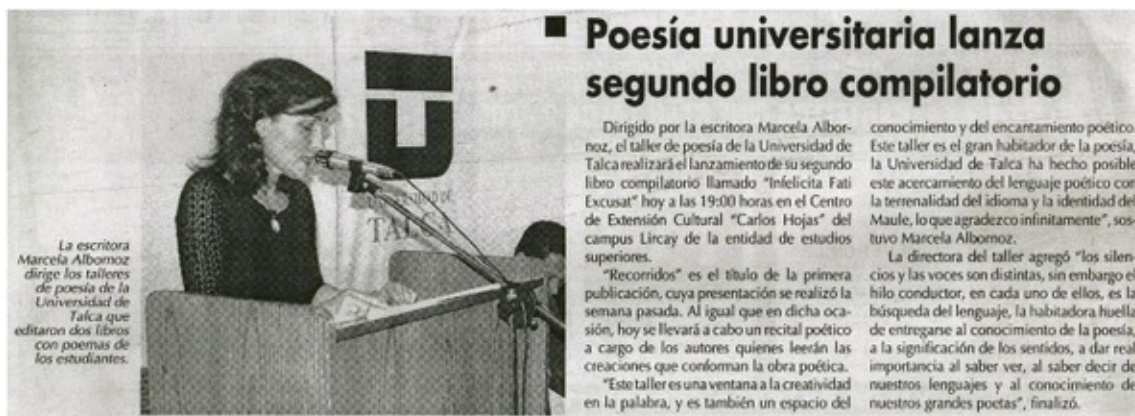 Poesía universitaria lanza
segundo libro compilatorio
La escritora
Marcela Albornoz
dirige los talleres
de poesía de la
Universidad de
Talca que
editaron dos libros
con poemas de
los estudiantes.
TALCA
Dirigido por la escritora Marcela Albor-
noz, el taller de poesía de la Universidad de
Talca realizará el lanzamiento de su segundo
libro compilatorio llamado "Infelicita Fati
Excusat" hoy a las 19:00 horas en el Centro
de Extensión Cultural "Carlos Hojas" del
campus Lircay de la entidad de estudios
superiores.
"Recorridos" es el título de la primera
publicación, cuya presentación se realizó la
semana pasada. Al igual que en dicha oca-
sión, hoy se llevará a cabo un recital poético
a cargo de los autores quienes leerán las
creaciones que conforman la obra poética.
"Este taller es una ventana a la creatividad
en la palabra, y es también un espacio del
conocimiento y del encantamiento poético.
Este taller es el gran habitador de la poesía,
la Universidad de Talca ha hecho posible
este acercamiento del lenguaje poético con
la terrenalidad del idioma y la identidad del
Maule, lo que agradezco infinitamente", sos-
tuvo Marcela Albornoz.
La directora del taller agregó "los silen-
cios y las voces son distintas, sin embargo el
hilo conductor, en cada uno de ellos, es la
búsqueda del lenguaje, la habitadora huella
de entregarse al conocimiento de la poesía,
a la significación de los sentidos, a dar real
importancia al saber ver, al saber decir de
nuestros lenguajes y al conocimiento de
nuestros grandes poetas", finalizó.